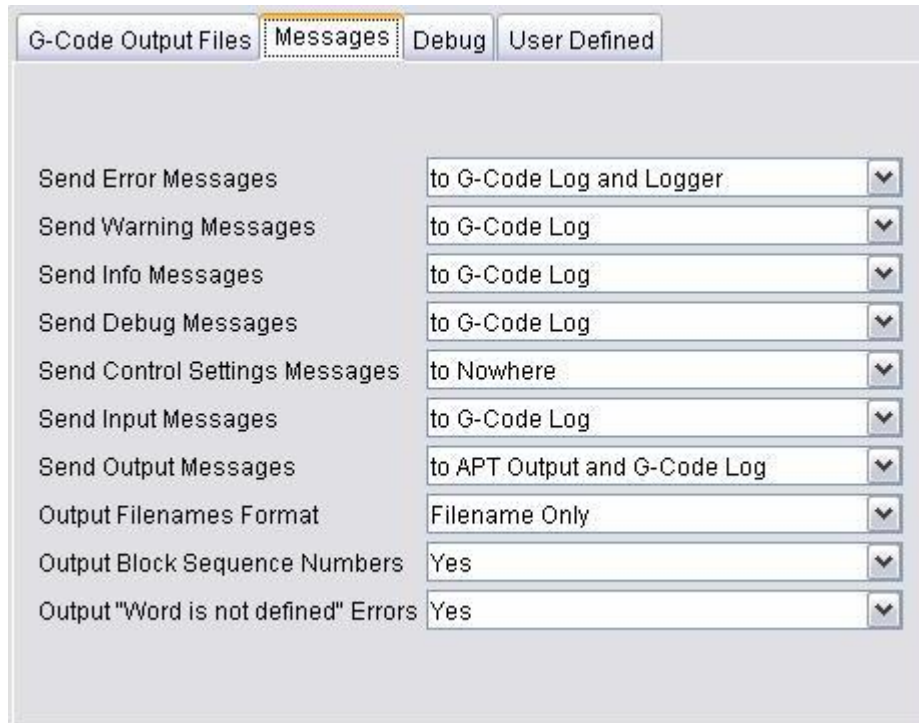 G-Code Output Files Messages Debug User Defined
Send Error Messages to G-Code Log and Logger
Send Warning Messages to G-Code Log
Send Info Messages to G-Code Log
Send Debug Messages to G-Code Log
Send Control Settings Messages to Nowhere
Send Input Messages to G-Code Log
Send Output Messages to APT Output and G-Code Log
Output Filenames Format Filename Only
Output Block Sequence Numbers Yes
Output "Word is not defined" Errors Yes